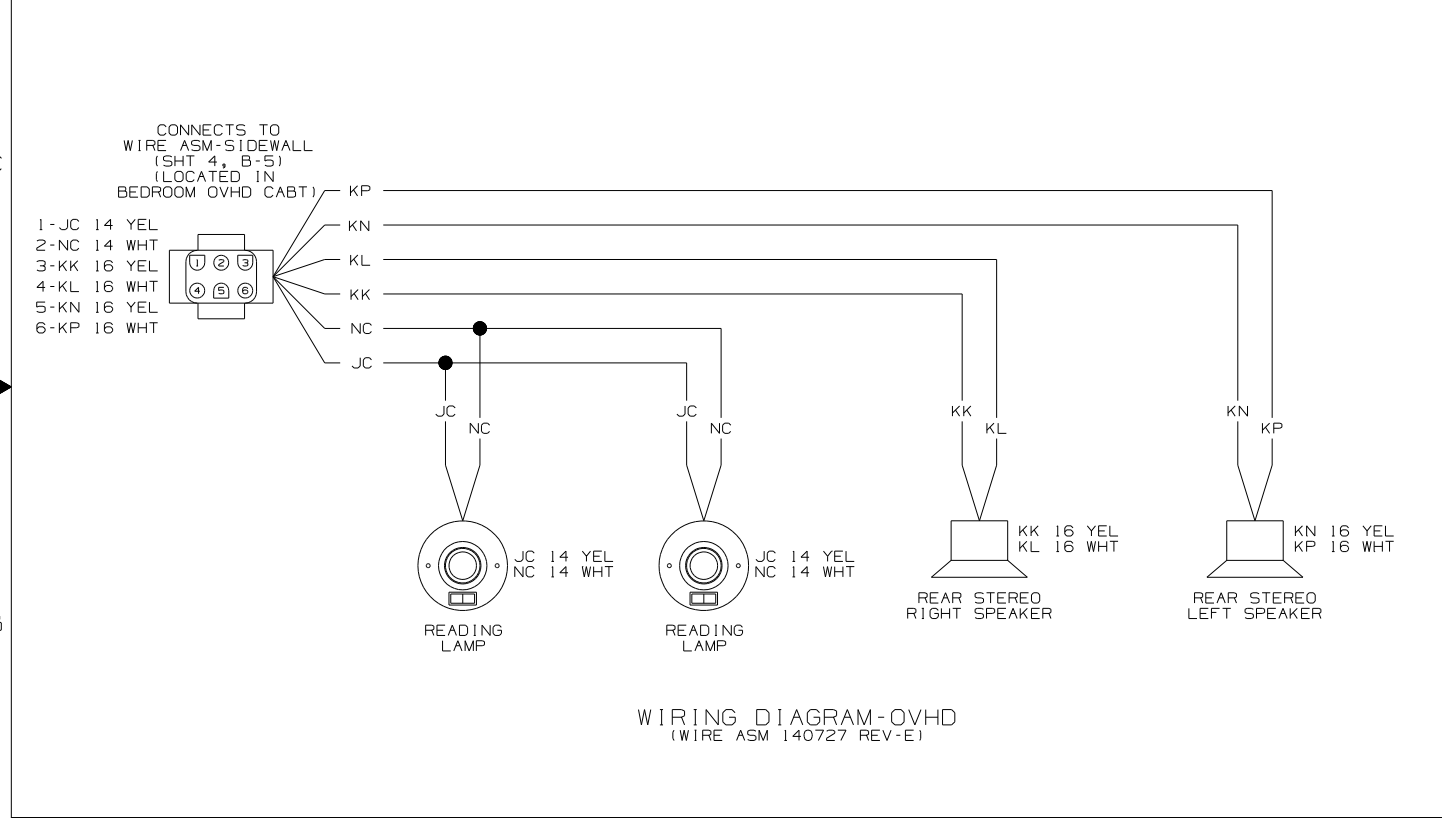 CONNECTS TO
WIRE ASM-SIDEWALL
(SHT 4, B-5)
(LOCATED IN
BEDROOM OVHD CABT)
1-JC 14 YEL
2-NC 14 WHT
3-KK 16 YEL
4-KL 16 WHT
5-KN 16 YEL
6-KP 16 WHT
1 2 3
4 5 6
KP
KN
KL
KK
NC
JC
JC
NC
JC
NC
KK
KL
KN
KP
JC 14 YEL
NC 14 WHT
READING
LAMP
JC 14 YEL
NC 14 WHT
READING
LAMP
KK 16 YEL
KL 16 WHT
REAR STEREO
RIGHT SPEAKER
KN 16 YEL
KP 16 WHT
REAR STEREO
LEFT SPEAKER
WIRING DIAGRAM-OVHD
(WIRE ASM 140727 REV-E)